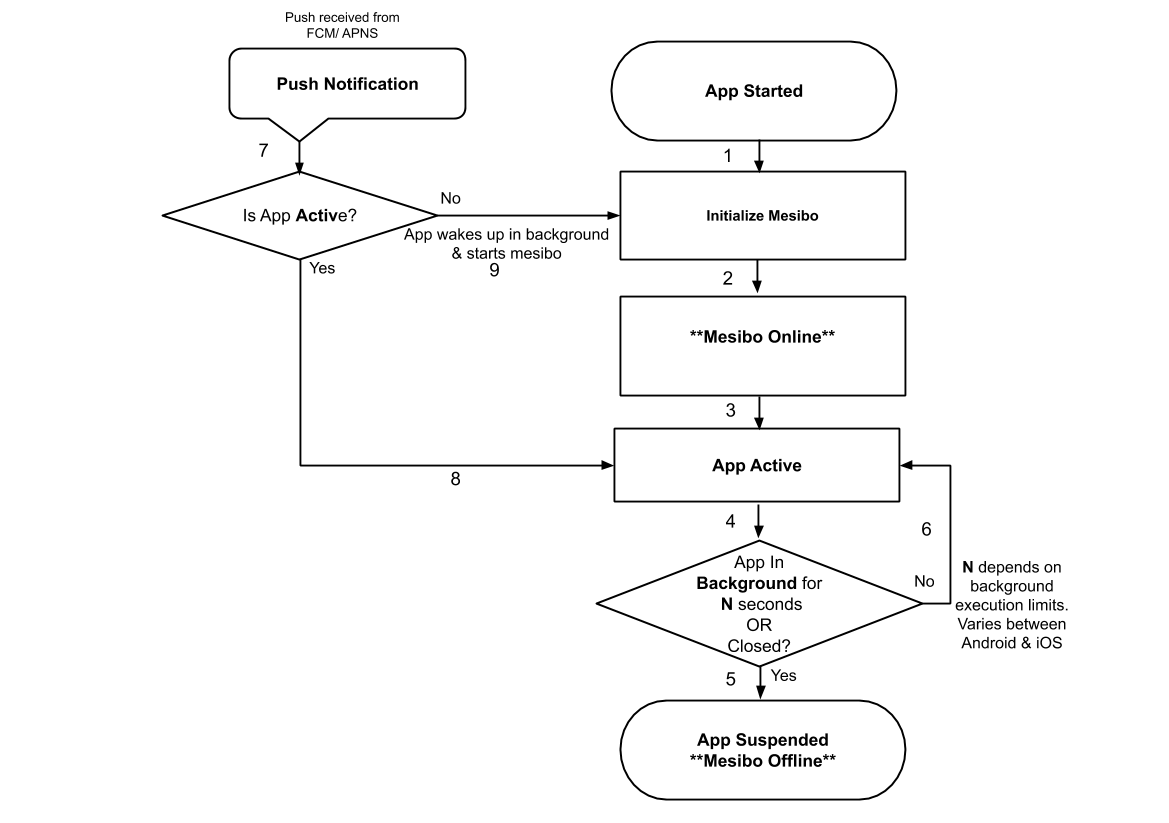 Push received from
FCM/ APNS
Push Notification
App Started
7
1
Is App Active?
No
App wakes up in background
& starts mesibo
9
Initialize Mesibo
Yes
2
**Mesibo Online**
3
App Active
8
4
6
App In
Background for
N seconds
OR
Closed?
No
N depends on
background
execution limits.
Varies between
Android & iOS
5
Yes
App Suspended
**Mesibo Offline**